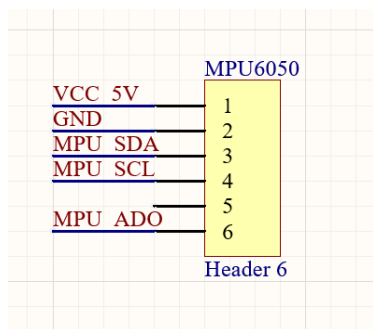 MPU6050
VCC 5V 1
GND 2
MPU SDA 3
MPU SCL 4
5
MPU ADO 6
Header 6